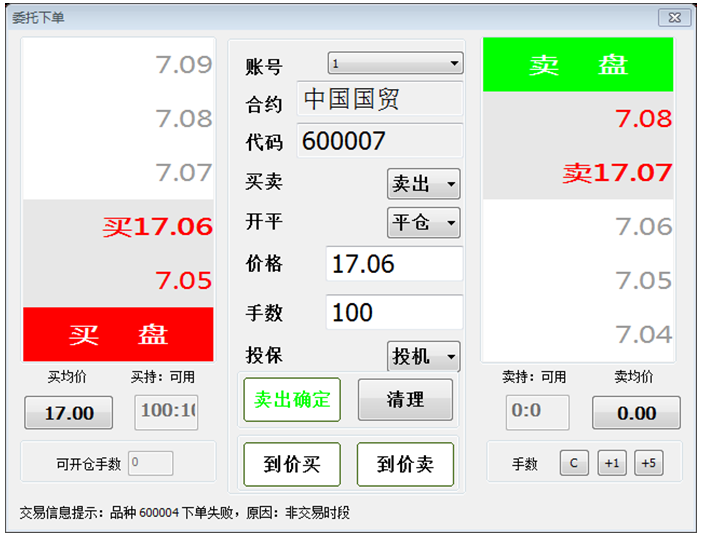 委托下单
7.09
7.08
7.07
买17.06
7.05
买 盘
买均价 买持：可用
17.00 100:10
可开仓手数 0
账号 1
合约 中国国贸
代码 600007
买卖 卖出
开平 平仓
价格 17.06
手数 100
投保 投机
卖出确定 清理
到价买 到价卖
卖 盘
7.08
卖17.07
7.06
7.05
7.04
卖持：可用 卖均价
0:0 0.00
手数 C +1 +5
交易信息提示：品种 600004 下单失败，原因：非交易时段